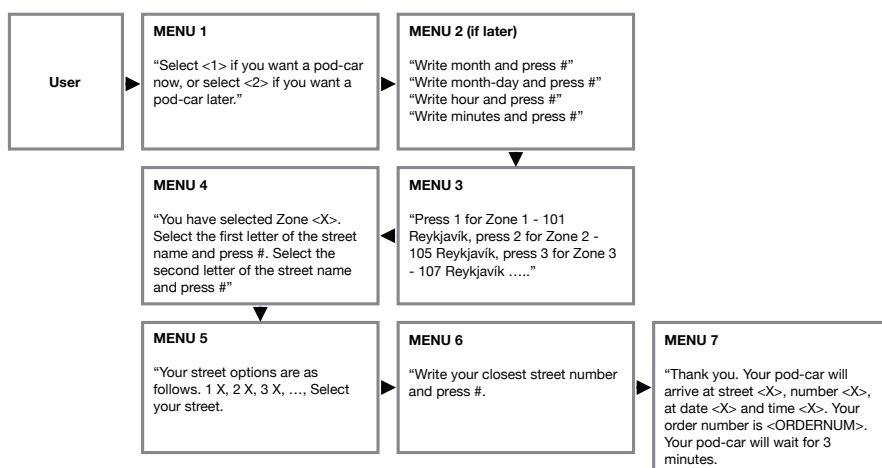 User
MENU 1
“Select <1> if you want a pod-car
now, or select <2> if you want a
pod-car later.”
MENU 2 (if later)
“Write month and press #”
“Write month-day and press #”
“Write hour and press #”
“Write minutes and press #”
MENU 3
“Press 1 for Zone 1 - 101
Reykjavík, press 2 for Zone 2 -
105 Reykjavík, press 3 for Zone 3
- 107 Reykjavík …..”
MENU 4
“You have selected Zone <X>.
Select the first letter of the street
name and press #. Select the
second letter of the street name
and press #”
MENU 5
“Your street options are as
follows. 1 X, 2 X, 3 X, …, Select
your street.
MENU 6
“Write your closest street number
and press #.
MENU 7
“Thank you. Your pod-car will
arrive at street <X>, number <X>,
at date <X> and time <X>. Your
order number is <ORDERNUM>.
Your pod-car will wait for 3
minutes.